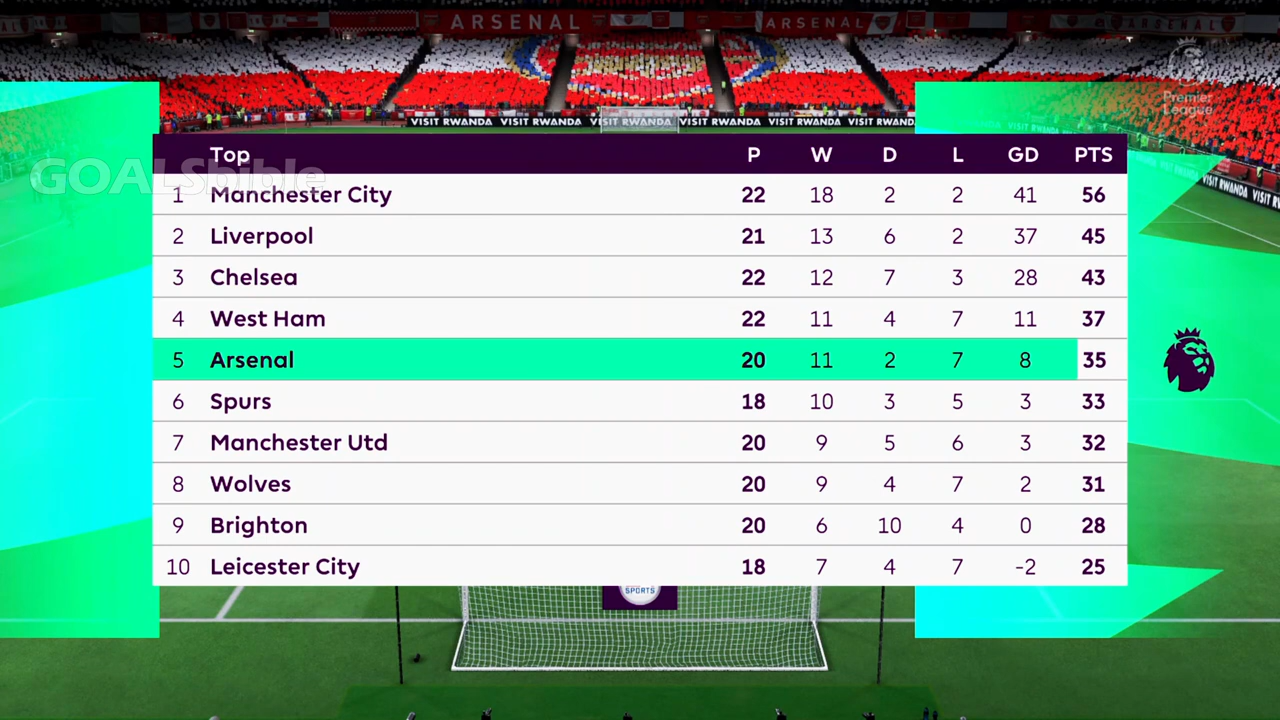 ARSENAL ARSENAL ARSENAL
Premier
League
VISIT RWANDA VISIT RWANDA VISIT RWANDA VISIT RWANDA VISIT RWANDA VISIT RWANDA
GOALSbible
Top P W D L GD PTS
1 Manchester City 22 18 2 2 41 56
2 Liverpool 21 13 6 2 37 45
3 Chelsea 22 12 7 3 28 43
4 West Ham 22 11 4 7 11 37
5 Arsenal 20 11 2 7 8 35
6 Spurs 18 10 3 5 3 33
7 Manchester Utd 20 9 5 6 3 32
8 Wolves 20 9 4 7 2 31
9 Brighton 20 6 10 4 0 28
10 Leicester City 18 7 4 7 -2 25
VISIT RWANDA VISIT
SPORTS